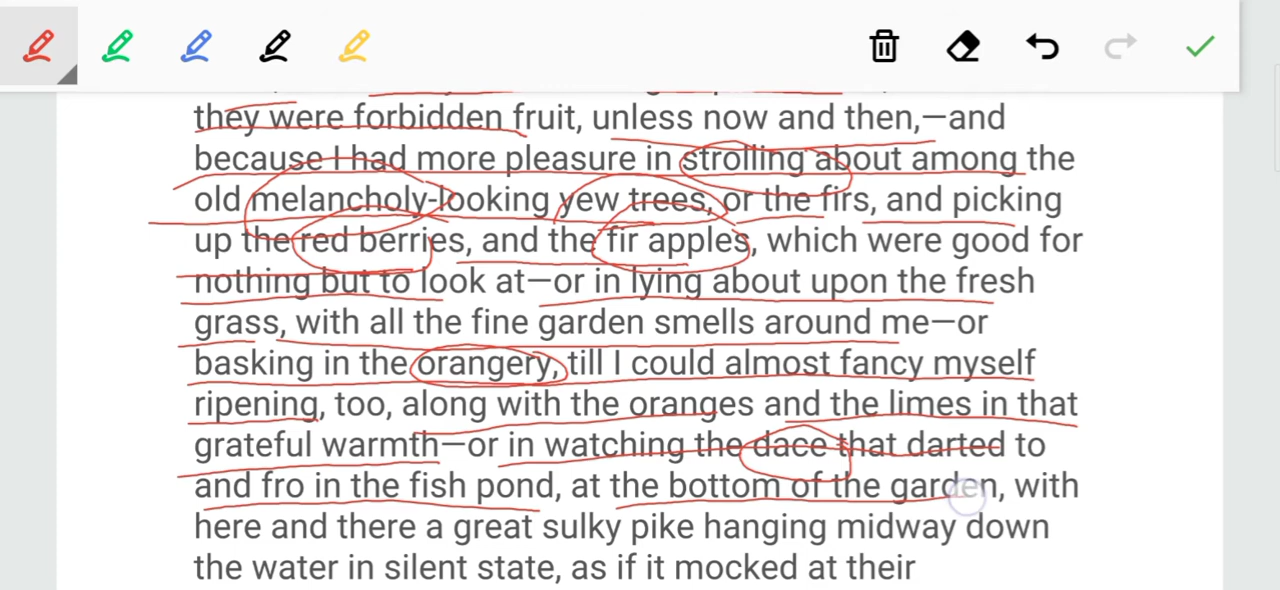 they were forbidden fruit, unless now and then,—and
because I had more pleasure in strolling about among the
old melancholy-looking yew trees, or the firs, and picking
up the red berries, and the fir apples, which were good for
nothing but to look at—or in lying about upon the fresh
grass, with all the fine garden smells around me—or
basking in the orangery, till I could almost fancy myself
ripening, too, along with the oranges and the limes in that
grateful warmth—or in watching the dace that darted to
and fro in the fish pond, at the bottom of the garden, with
here and there a great sulky pike hanging midway down
the water in silent state, as if it mocked at their